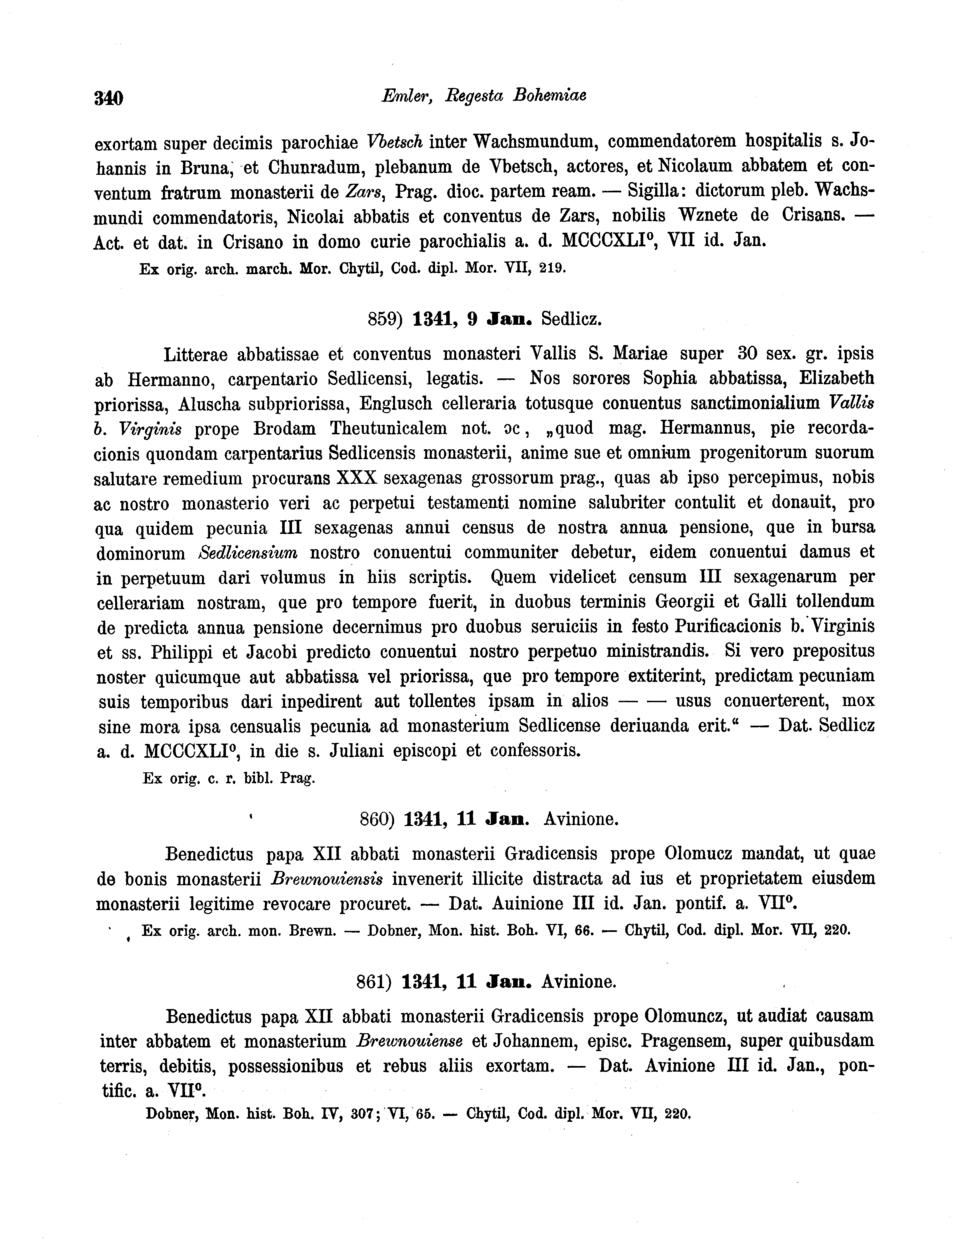 340 Emler, Regesta Bohemiae
exortam super decimis parochiae Vbetsch inter Wachsmundum, commendatorem hospitalis s. Jo-
hannis in Bruna, et Chunradum, plebanum de Vbetsch, actores, et Nicolaum abbatem et con-
ventum fratrum monasterii de Zars, Prag. dioc. partem ream. — Sigilla: dictorum pleb. Wachs-
mundi commendatoris, Nicolai abbatis et conventus de Zars, nobilis Wznete de Crisans. —
Act. et dat. in Crisano in domo curie parochialis a. d. MCCCXLI⁰, VII id. Jan.
Ex orig. arch. march. Mor. Chytil, Cod. dipl. Mor. VII, 219.
859) 1341, 9 Jan. Sedlicz.
Litterae abbatissae et conventus monasteri Vallis S. Mariae super 30 sex. gr. ipsis
ab Hermanno, carpentario Sedlicensi, legatis. — Nos sorores Sophia abbatissa, Elizabeth
priorissa, Aluscha subpriorissa, Englusch celleraria totusque conuentus sanctimonialium Vallis
b. Virginis prope Brodam Theutunicalem not. ɔc, „quod mag. Hermannus, pie recorda-
cionis quondam carpentarius Sedlicensis monasterii, anime sue et omnium progenitorum suorum
salutare remedium procurans XXX sexagenas grossorum prag., quas ab ipso percepimus, nobis
ac nostro monasterio veri ac perpetui testamenti nomine salubriter contulit et donauit, pro
qua quidem pecunia III sexagenas annui census de nostra annua pensione, que in bursa
dominorum Sedlicensium nostro conuentui communiter debetur, eidem conuentui damus et
in perpetuum dari volumus in hiis scriptis. Quem videlicet censum III sexagenarum per
cellerariam nostram, que pro tempore fuerit, in duobus terminis Georgii et Galli tollendum
de predicta annua pensione decernimus pro duobus seruiciis in festo Purificacionis b. Virginis
et ss. Philippi et Jacobi predicto conuentui nostro perpetuo ministrandis. Si vero prepositus
noster quicumque aut abbatissa vel priorissa, que pro tempore extiterint, predictam pecuniam
suis temporibus dari inpedirent aut tollentes ipsam in alios — — usus conuerterent, mox
sine mora ipsa censualis pecunia ad monasterium Sedlicense deriuanda erit.“ — Dat. Sedlicz
a. d. MCCCXLI⁰, in die s. Juliani episcopi et confessoris.
Ex orig. c. r. bibl. Prag.
860) 1341, 11 Jan. Avinione.
Benedictus papa XII abbati monasterii Gradicensis prope Olomucz mandat, ut quae
de bonis monasterii Brewnouiensis invenerit illicite distracta ad ius et proprietatem eiusdem
monasterii legitime revocare procuret. — Dat. Auinione III id. Jan. pontif. a. VII⁰.
Ex orig. arch. mon. Brewn. — Dobner, Mon. hist. Boh. VI, 66. — Chytil, Cod. dipl. Mor. VII, 220.
861) 1341, 11 Jan. Avinione.
Benedictus papa XII abbati monasterii Gradicensis prope Olomuncz, ut audiat causam
inter abbatem et monasterium Brewnouiense et Johannem, episc. Pragensem, super quibusdam
terris, debitis, possessionibus et rebus aliis exortam. — Dat. Avinione III id. Jan., pon-
tific. a. VII⁰.
Dobner, Mon. hist. Boh. IV, 307; VI, 65. — Chytil, Cod. dipl. Mor. VII, 220.